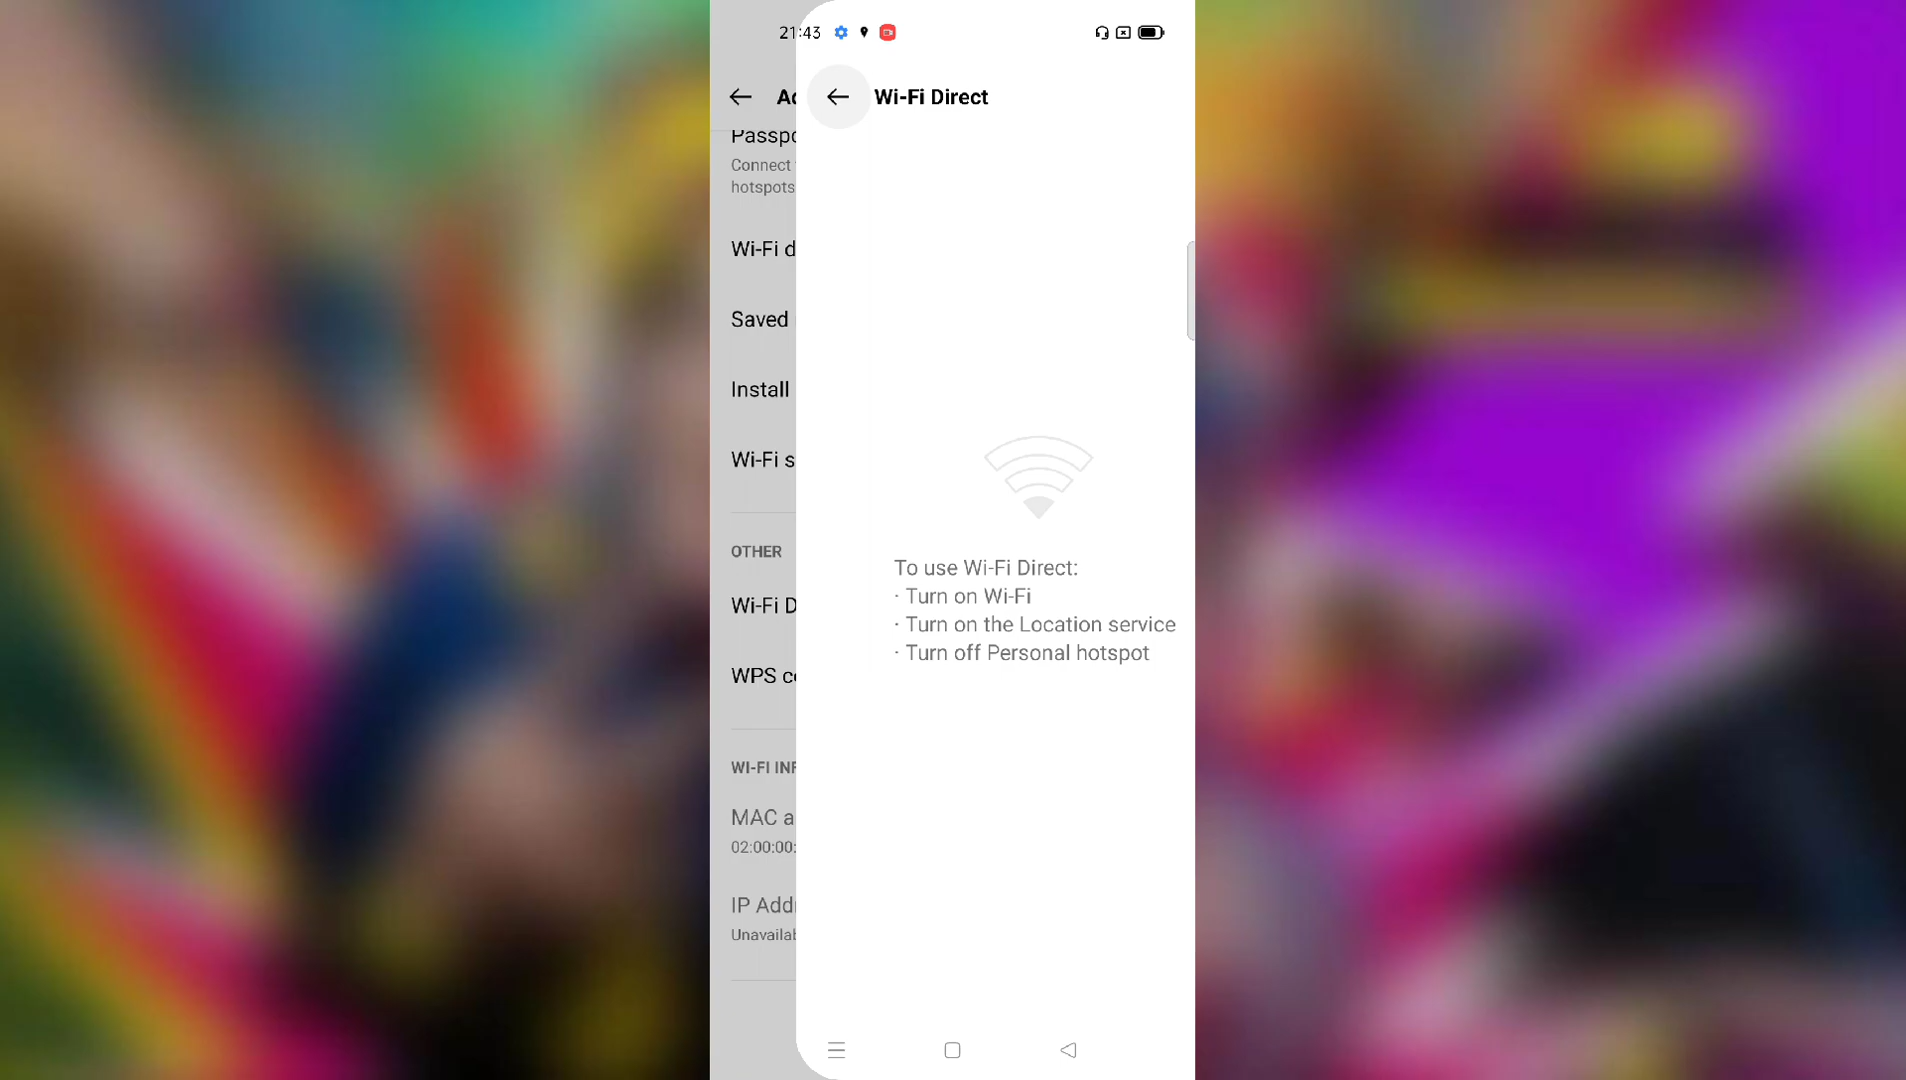 21:43
Wi-Fi Direct
Passpo
Connect
hotspots
Wi-Fi d
Saved
Install
Wi-Fi s
OTHER
Wi-Fi D
WPS c
WI-FI INF
MAC a
02:00:00:
IP Add
Unavailab
To use Wi-Fi Direct:
· Turn on Wi-Fi
· Turn on the Location service
· Turn off Personal hotspot